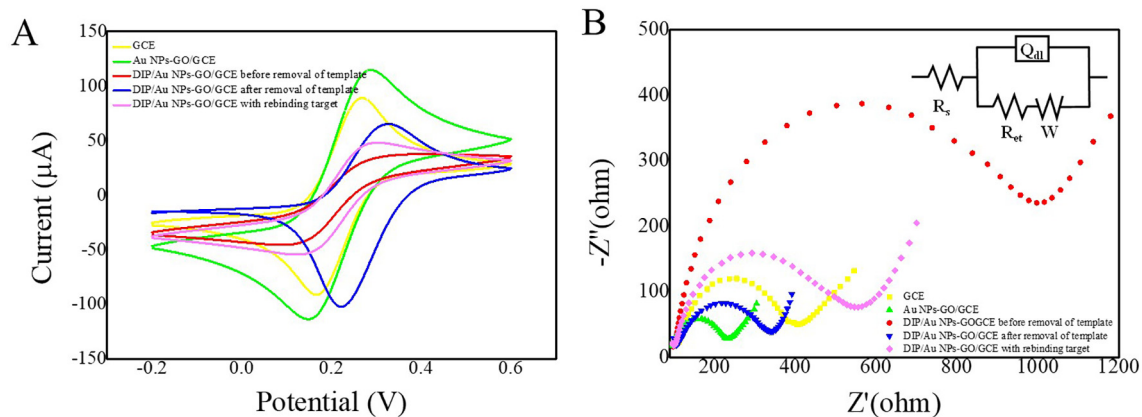 A
150
100
50
0
-50
-100
-150
-0.2
0.0
0.2
0.4
0.6
Current (μA)
Potential (V)
GCE
Au NPs-GO/GCE
DIP/Au NPs-GO/GCE before removal of template
DIP/Au NPs-GO/GCE after removal of template
DIP/Au NPs-GO/GCE with rebinding target
B
500
400
300
200
100
0
200
400
600
800
1000
1200
-Z"(ohm)
Z'(ohm)
Qdl
Rs
Ret
W
GCE
Au NPs-GO/GCE
DIP/Au NPs-GOGCE before removal of template
DIP/Au NPs-GO/GCE after removal of template
DIP/Au NPs-GO/GCE with rebinding target